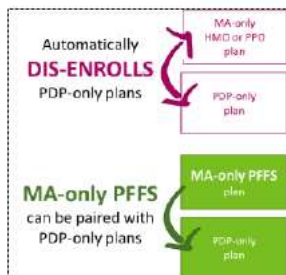 Automatically
DIS-ENROLLS
PDP-only plans
MA-only
HMO or PPO
plan
PDP-only
plan
MA-only PFFS
can be paired with
PDP-only plans
MA-only PFFS
plan
PDP-only
plan